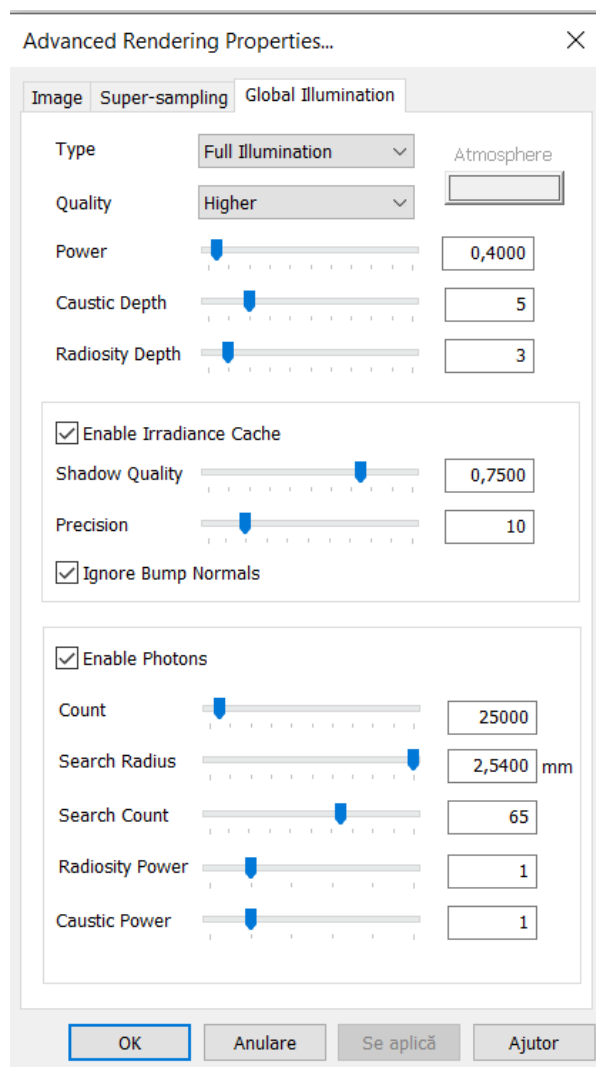 Advanced Rendering Properties...
Image Super-sampling Global Illumination
Type Full Illumination Atmosphere
Quality Higher
Power 0,4000
Caustic Depth 5
Radiosity Depth 3
Enable Irradiance Cache
Shadow Quality 0,7500
Precision 10
Ignore Bump Normals
Enable Photons
Count 25000
Search Radius 2,5400 mm
Search Count 65
Radiosity Power 1
Caustic Power 1
OK Anulare Se aplică Ajutor